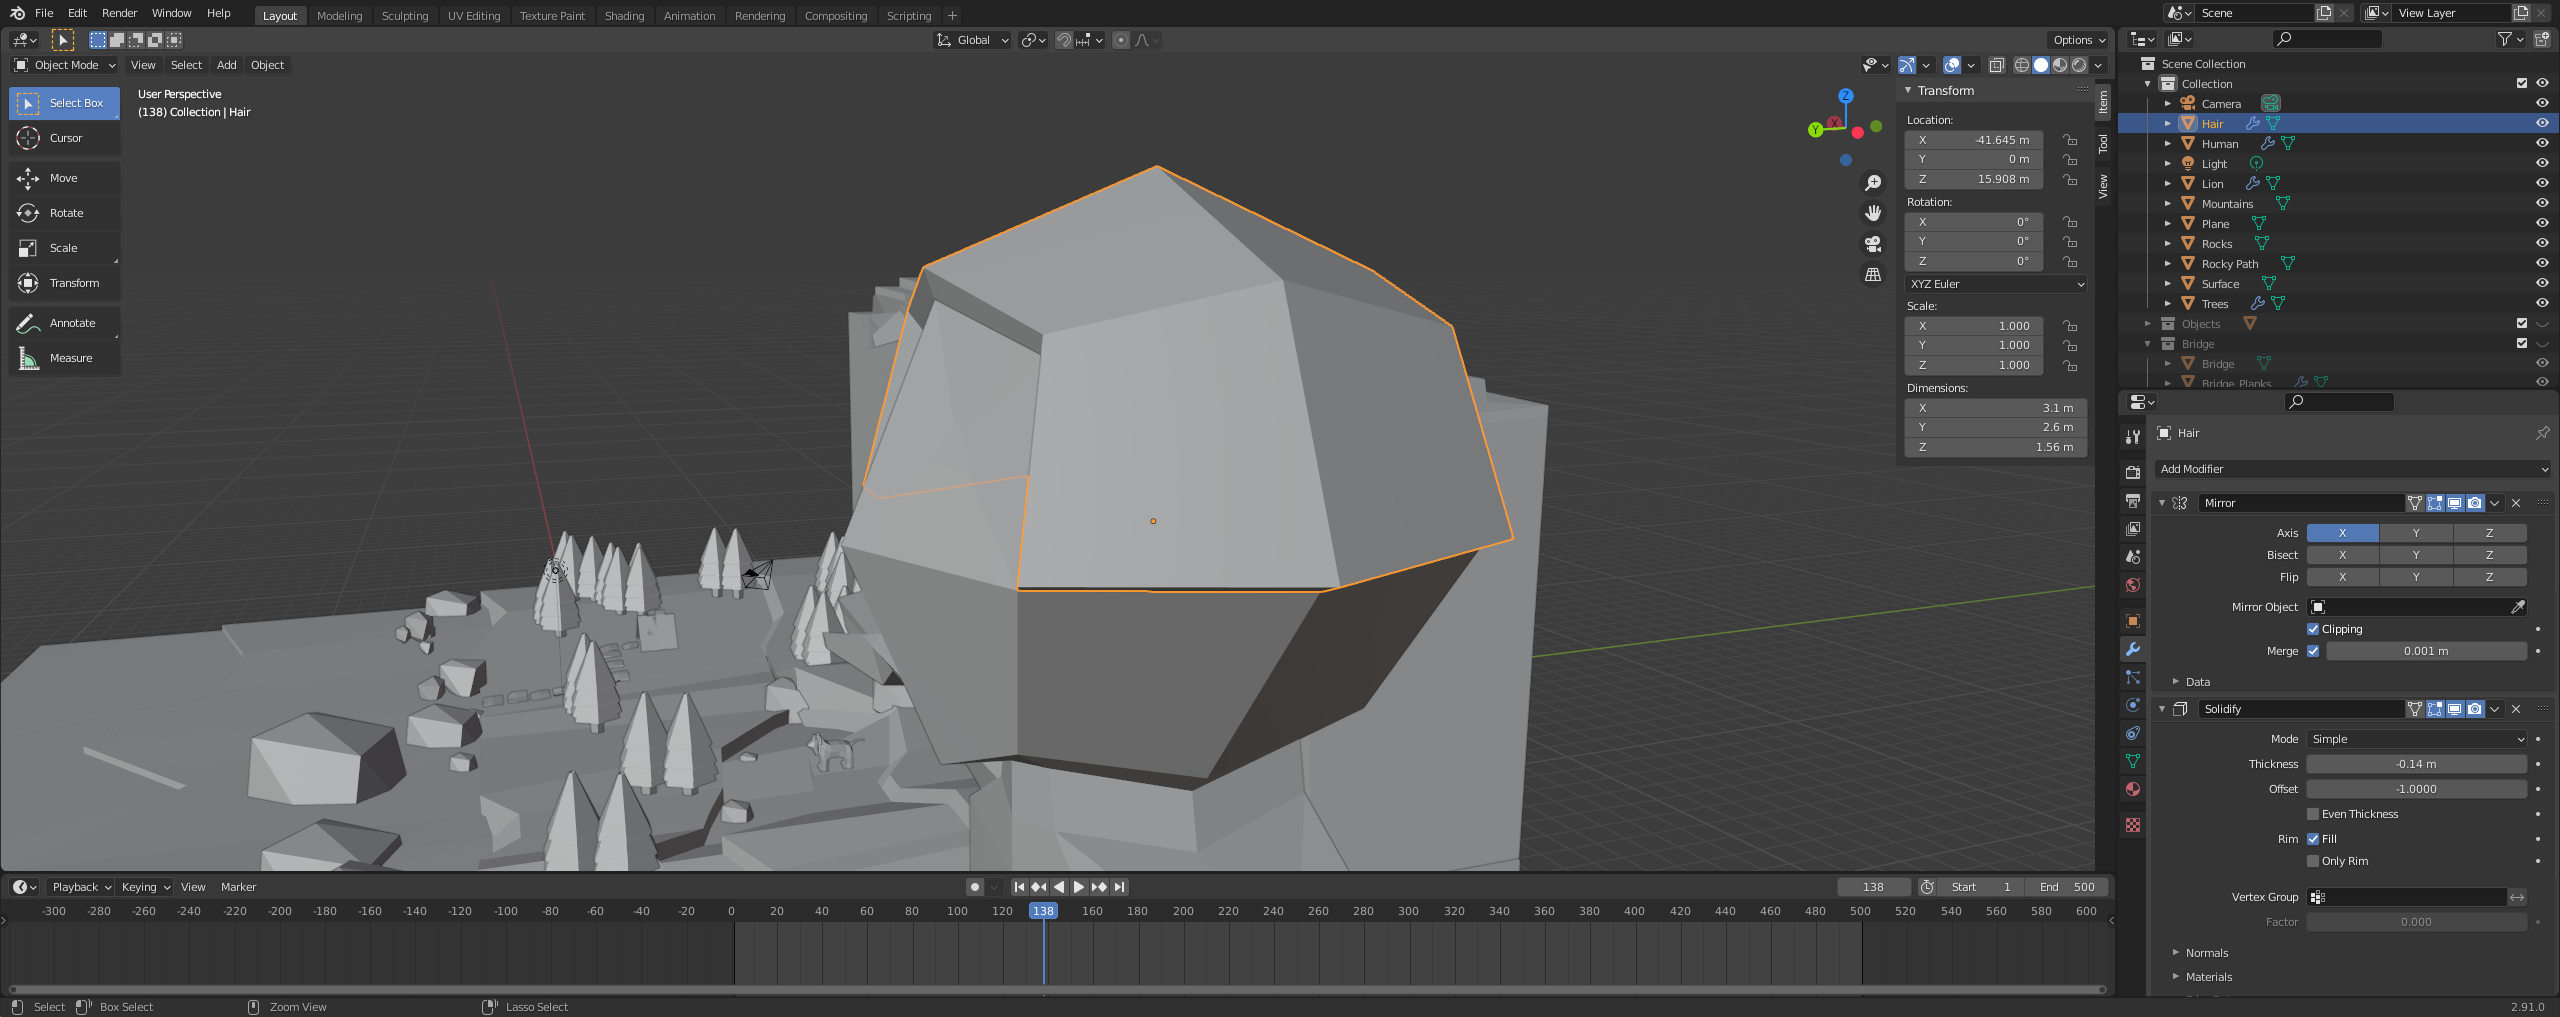 File Edit Render Window Help Layout Modeling Sculpting UV Editing Texture Paint Shading Animation Rendering Compositing Scripting + Scene View Layer
Global Options
Object Mode View Select Add Object
User Perspective
(138) Collection | Hair
Select Box
Cursor
Move
Rotate
Scale
Transform
Annotate
Measure
Z
X
Y
Transform
Location:
X -41.645 m
Y 0 m
Z 15.908 m
Rotation:
X 0°
Y 0°
Z 0°
XYZ Euler
Scale:
X 1.000
Y 1.000
Z 1.000
Dimensions:
X 3.1 m
Y 2.6 m
Z 1.56 m
Item
Tool
View
Scene Collection
Collection
Camera
Hair
Human
Light
Lion
Mountains
Plane
Rocks
Rocky Path
Surface
Trees
Objects
Bridge
Bridge
Bridge Planks
Hair
Add Modifier
Mirror
Axis X Y Z
Bisect X Y Z
Flip X Y Z
Mirror Object
Clipping
Merge 0.001 m
Data
Solidify
Mode Simple
Thickness -0.14 m
Offset -1.0000
Even Thickness
Rim Fill
Only Rim
Vertex Group
Factor 0.000
Normals
Materials
Playback Keying View Marker 138 Start 1 End 500
-300 -280 -260 -240 -220 -200 -180 -160 -140 -120 -100 -80 -60 -40 -20 0 20 40 60 80 100 120 138 160 180 200 220 240 260 280 300 320 340 360 380 400 420 440 460 480 500 520 540 560 580 600
Select Box Select Zoom View Lasso Select 2.91.0